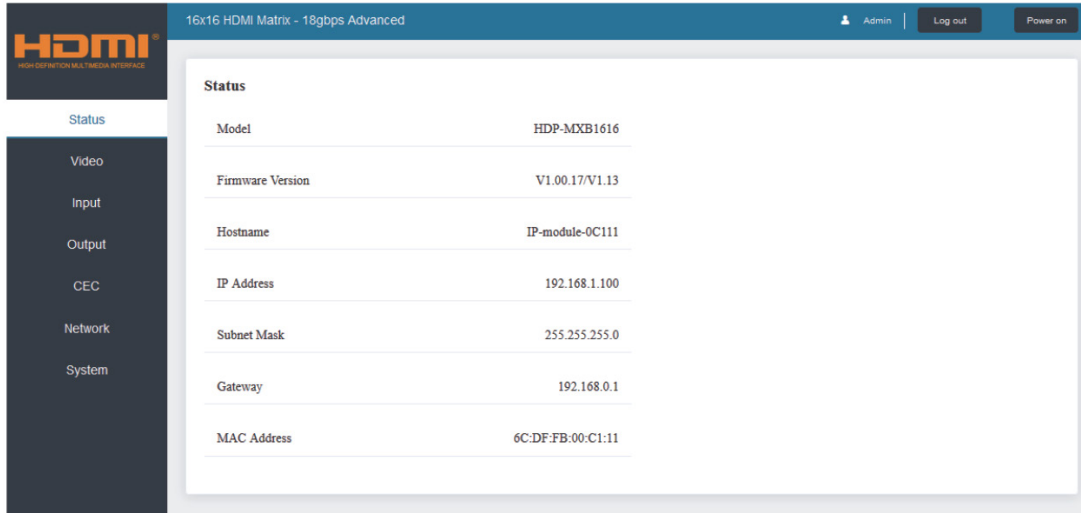 16x16 HDMI Matrix - 18gbps Advanced
Admin
Log out
Power on
HDMI®
HIGH-DEFINITION MULTIMEDIA INTERFACE
Status
Video
Input
Output
CEC
Network
System
Status
Model HDP-MXB1616
Firmware Version V1.00.17/V1.13
Hostname IP-module-0C111
IP Address 192.168.1.100
Subnet Mask 255.255.255.0
Gateway 192.168.0.1
MAC Address 6C:DF:FB:00:C1:11